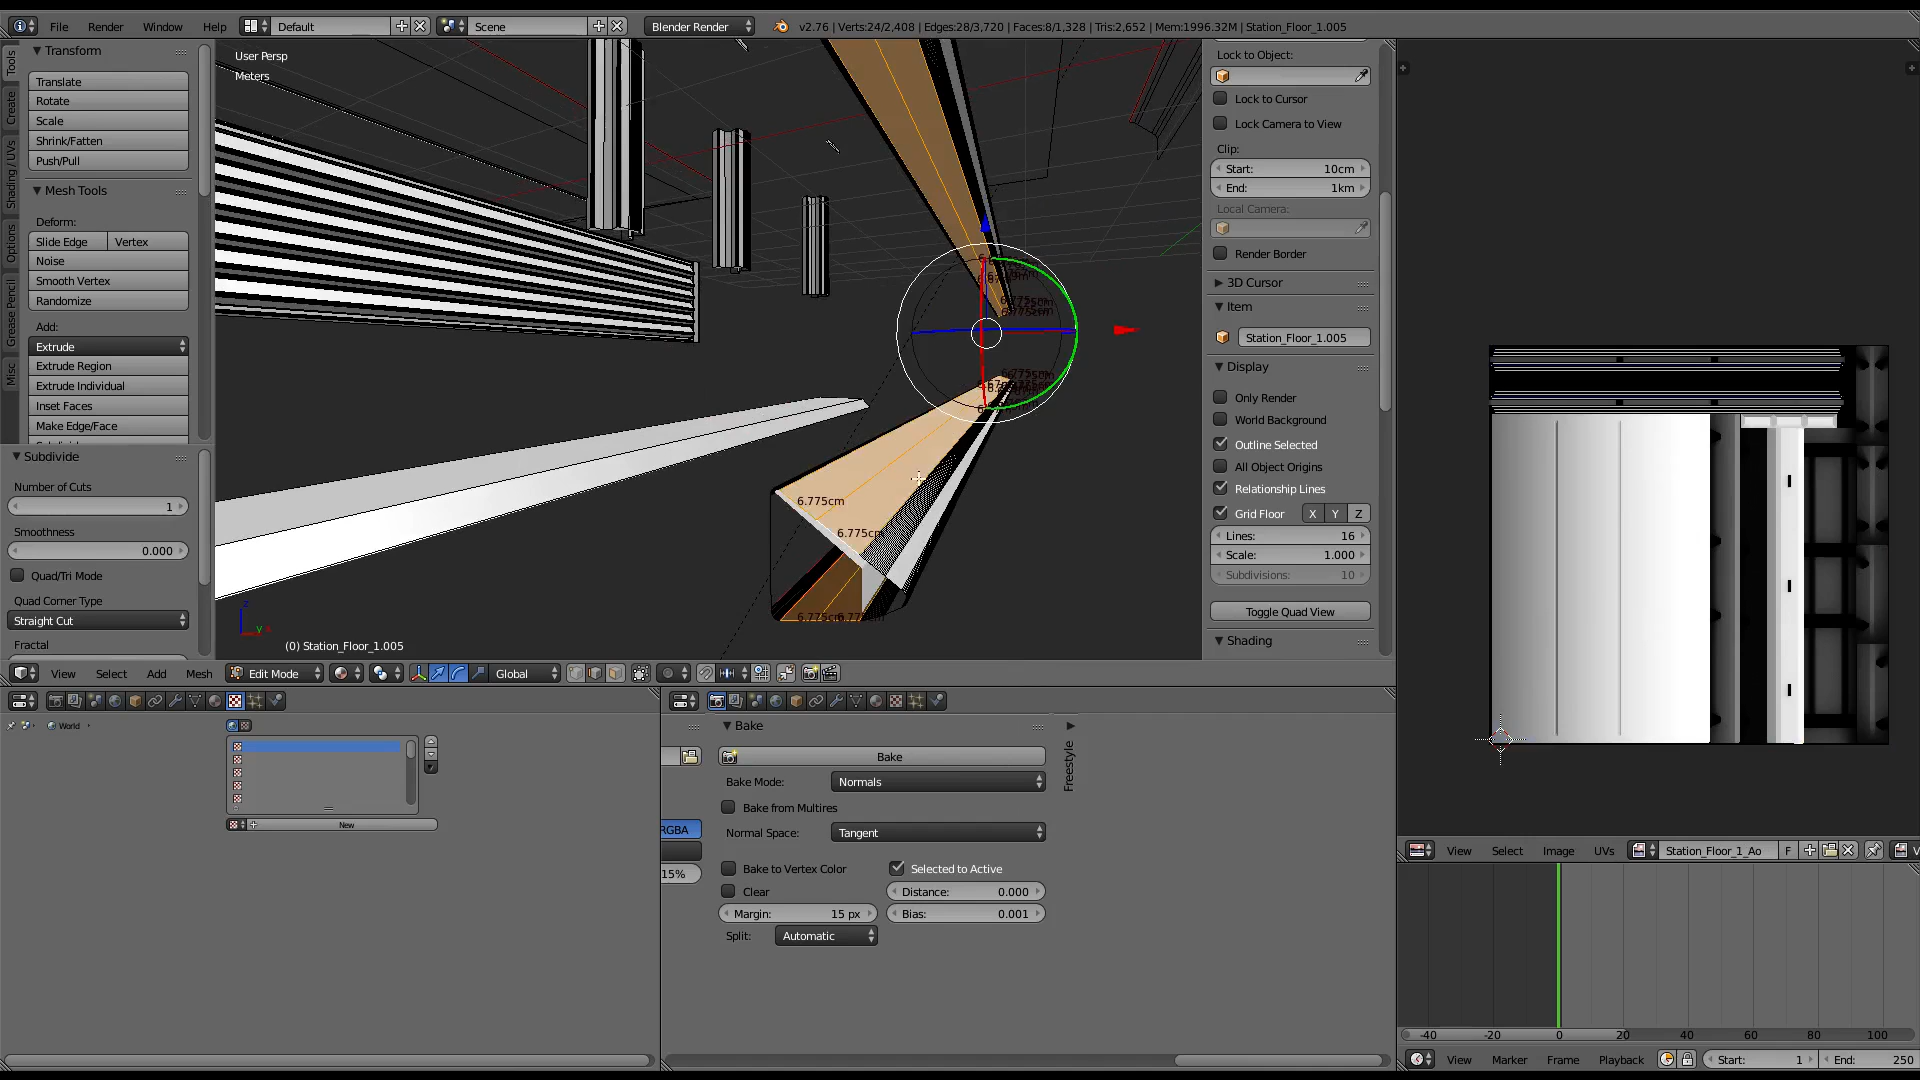 File Render Window Help Default Scene Blender Render v2.76 | Verts:24/2,408 | Edges:28/3,720 | Faces:8/1,328 | Tris:2,652 | Mem:1996.32M | Station_Floor_1.005
Tools
Create
Shading / UVs
Options
Grease Pencil
Misc
Transform
Translate
Rotate
Scale
Shrink/Fatten
Push/Pull
Mesh Tools
Deform:
Slide Edge Vertex
Noise
Smooth Vertex
Randomize
Add:
Extrude
Extrude Region
Extrude Individual
Inset Faces
Make Edge/Face
Subdivide
Number of Cuts
1
Smoothness
0.000
Quad/Tri Mode
Quad Corner Type
Straight Cut
Fractal
User Persp
Meters
6.775cm
6.775cm
(0) Station_Floor_1.005
z
y
View Select Add Mesh Edit Mode Global
Lock to Object:
Lock to Cursor
Lock Camera to View
Clip:
Start: 10cm
End: 1km
Local Camera:
Render Border
3D Cursor
Item
Station_Floor_1.005
Display
Only Render
World Background
Outline Selected
All Object Origins
Relationship Lines
Grid Floor X Y Z
Lines: 16
Scale: 1.000
Subdivisions: 10
Toggle Quad View
Shading
World
New
RGBA
15%
Bake
Bake
Bake Mode: Normals
Bake from Multires
Normal Space: Tangent
Bake to Vertex Color Selected to Active
Clear Distance: 0.000
Margin: 15 px Bias: 0.001
Split: Automatic
Freestyle
View Select Image UVs Station_Floor_1_Ao F V
-40 -20 0 20 40 60 80 100
View Marker Frame Playback Start: 1 End: 250